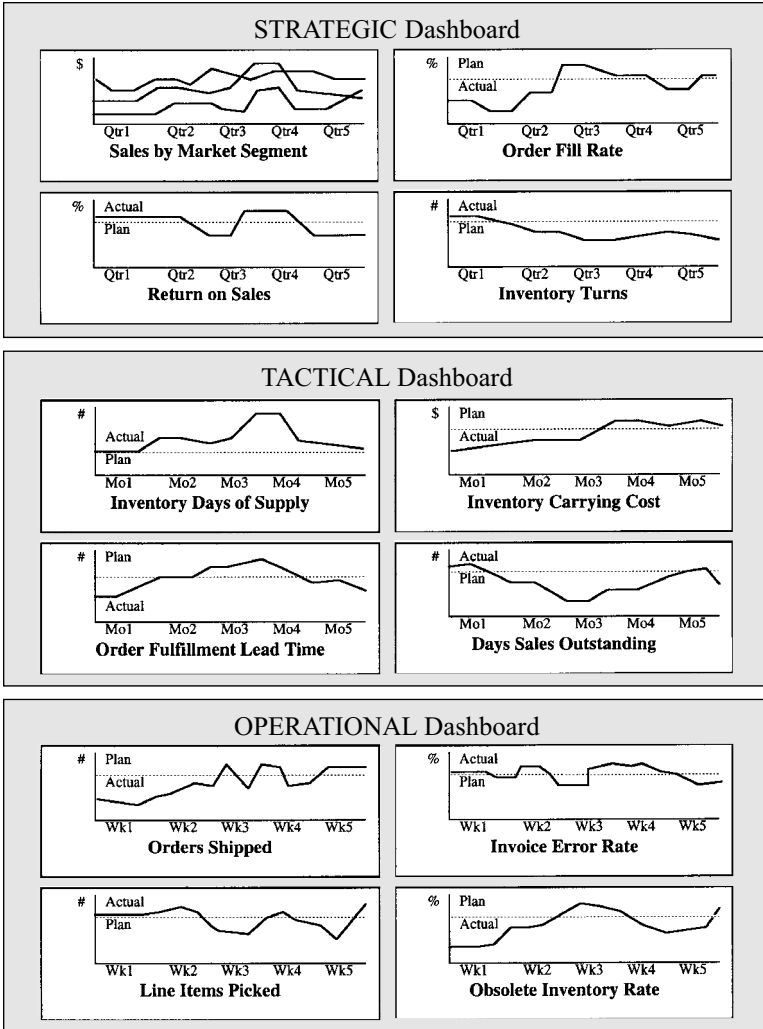 STRATEGIC Dashboard
$
Qtr1 Qtr2 Qtr3 Qtr4 Qtr5
Sales by Market Segment
% Plan
Actual
Qtr1 Qtr2 Qtr3 Qtr4 Qtr5
Order Fill Rate
% Actual
Plan
Qtr1 Qtr2 Qtr3 Qtr4 Qtr5
Return on Sales
# Actual
Plan
Qtr1 Qtr2 Qtr3 Qtr4 Qtr5
Inventory Turns
TACTICAL Dashboard
#
Actual
Plan
Mo1 Mo2 Mo3 Mo4 Mo5
Inventory Days of Supply
$ Plan
Actual
Mo1 Mo2 Mo3 Mo4 Mo5
Inventory Carrying Cost
# Plan
Actual
Mo1 Mo2 Mo3 Mo4 Mo5
Order Fulfillment Lead Time
# Actual
Plan
Mo1 Mo2 Mo3 Mo4 Mo5
Days Sales Outstanding
OPERATIONAL Dashboard
# Plan
Actual
Wk1 Wk2 Wk3 Wk4 Wk5
Orders Shipped
% Actual
Plan
Wk1 Wk2 Wk3 Wk4 Wk5
Invoice Error Rate
# Actual
Plan
Wk1 Wk2 Wk3 Wk4 Wk5
Line Items Picked
% Plan
Actual
Wk1 Wk2 Wk3 Wk4 Wk5
Obsolete Inventory Rate